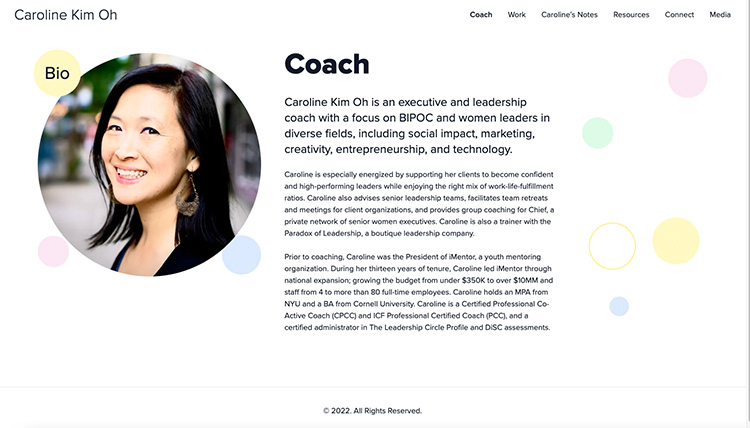 Caroline Kim Oh
Coach Work Caroline's Notes Resources Connect Media
Bio
Coach
Caroline Kim Oh is an executive and leadership
coach with a focus on BIPOC and women leaders in
diverse fields, including social impact, marketing,
creativity, entrepreneurship, and technology.
Caroline is especially energized by supporting her clients to become confident
and high-performing leaders while enjoying the right mix of work-life-fulfillment
ratios. Caroline also advises senior leadership teams, facilitates team retreats
and meetings for client organizations, and provides group coaching for Chief, a
private network of senior women executives. Caroline is also a trainer with the
Paradox of Leadership, a boutique leadership company.
Prior to coaching, Caroline was the President of iMentor, a youth mentoring
organization. During her thirteen years of tenure, Caroline led iMentor through
national expansion; growing the budget from under $350K to over $10MM and
staff from 4 to more than 80 full-time employees. Caroline holds an MPA from
NYU and a BA from Cornell University. Caroline is a Certified Professional Co-
Active Coach (CPCC) and ICF Professional Certified Coach (PCC), and a
certified administrator in The Leadership Circle Profile and DiSC assessments.
© 2022. All Rights Reserved.